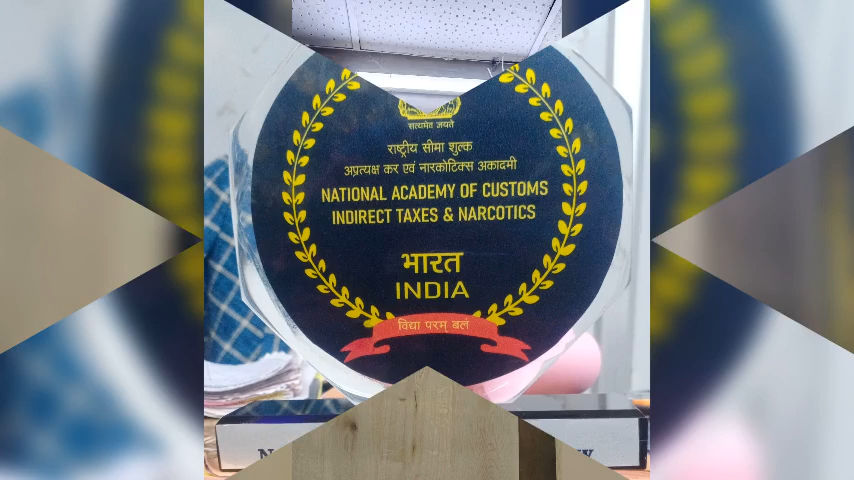 सत्यमेव जयते
राष्ट्रीय सीमा शुल्क
अप्रत्यक्ष कर एवं नारकोटिक्स अकादमी
NATIONAL ACADEMY OF CUSTOMS
INDIRECT TAXES & NARCOTICS
भारत
INDIA
विद्या परम बलं